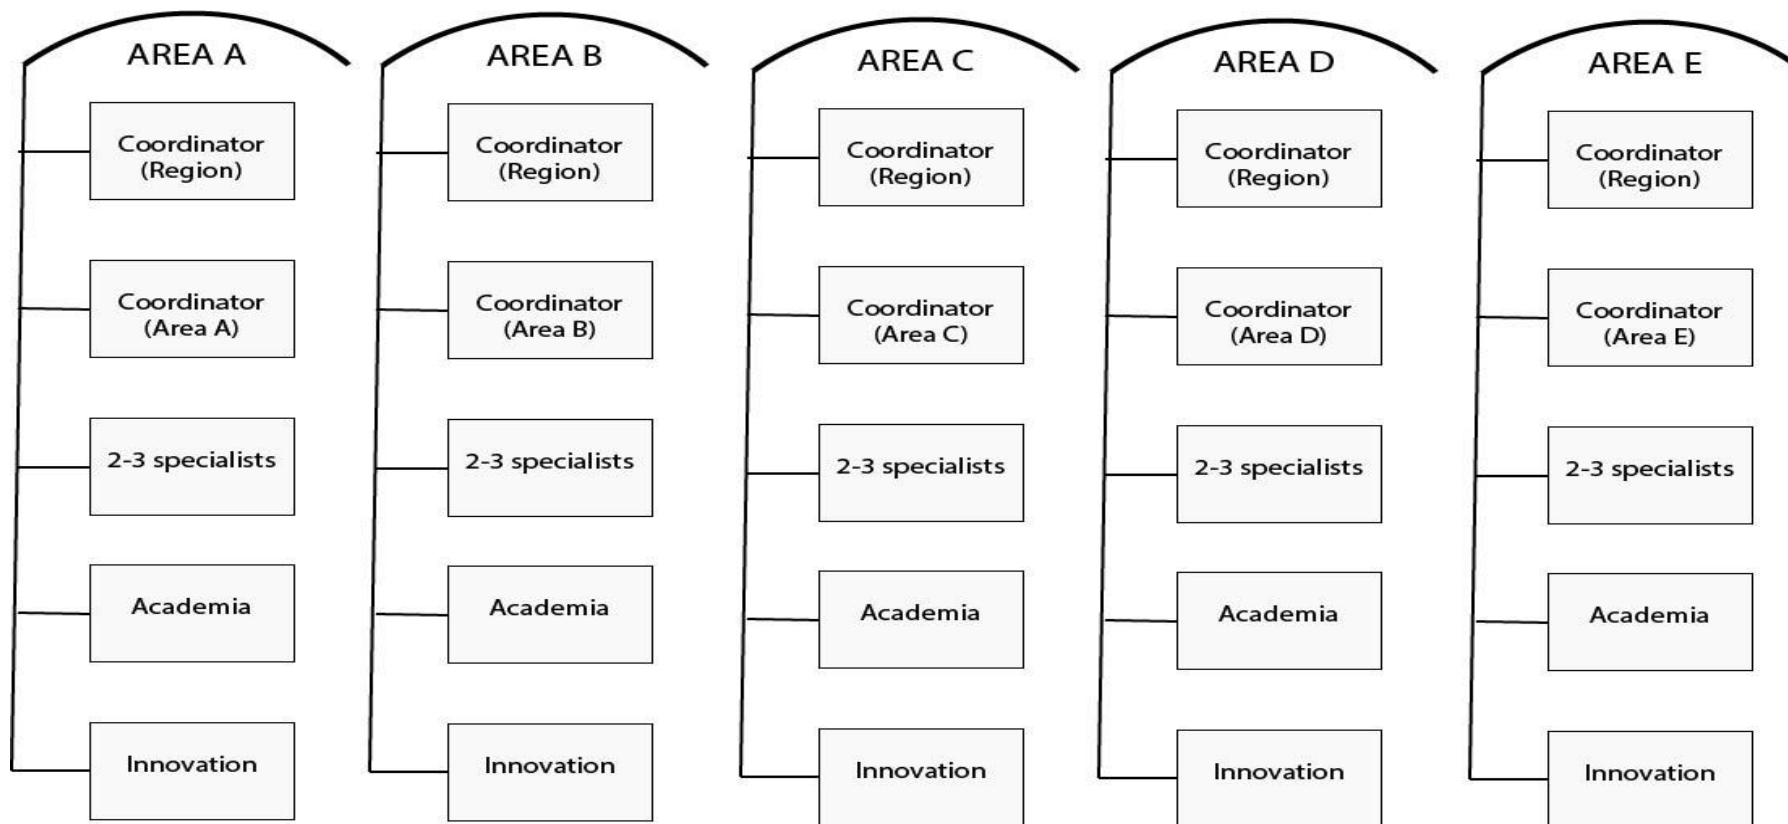 AREA A
Coordinator
(Region)
Coordinator
(Area A)
2-3 specialists
Academia
Innovation
AREA B
Coordinator
(Region)
Coordinator
(Area B)
2-3 specialists
Academia
Innovation
AREA C
Coordinator
(Region)
Coordinator
(Area C)
2-3 specialists
Academia
Innovation
AREA D
Coordinator
(Region)
Coordinator
(Area D)
2-3 specialists
Academia
Innovation
AREA E
Coordinator
(Region)
Coordinator
(Area E)
2-3 specialists
Academia
Innovation